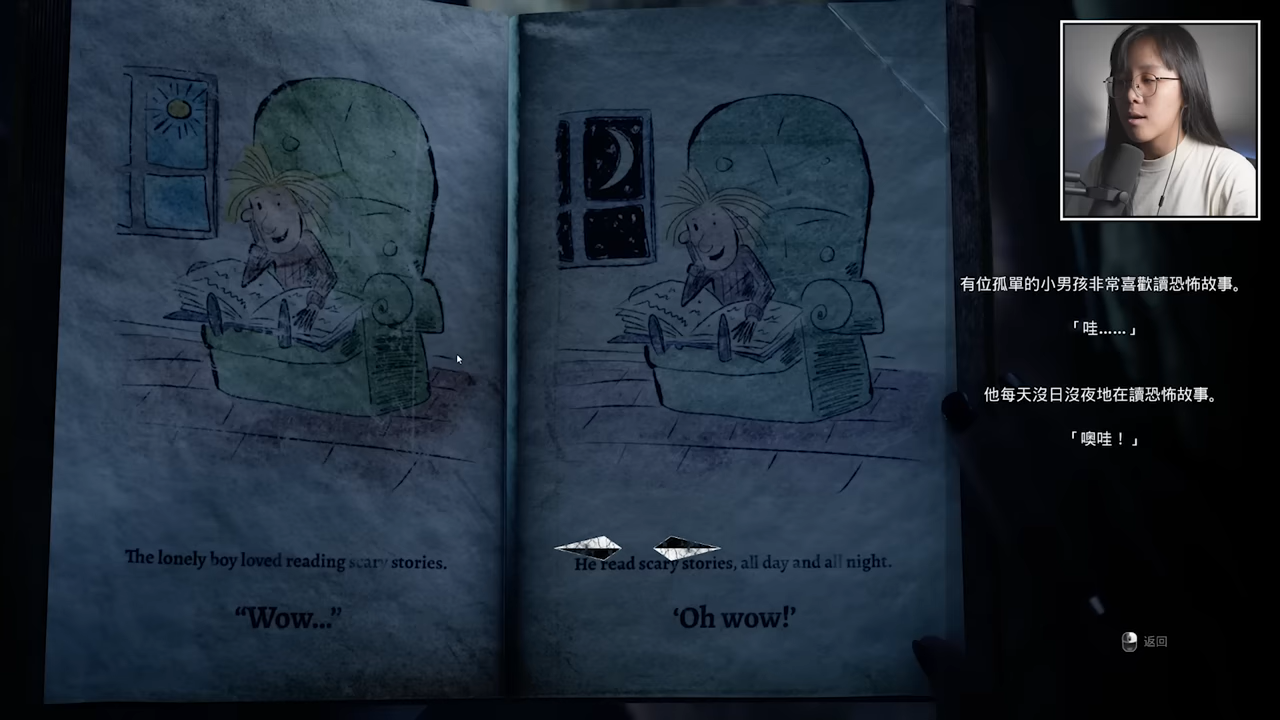 The lonely boy loved reading scary stories.
“Wow...”
He read scary stories, all day and all night.
‘Oh wow!’
有位孤單的小男孩非常喜歡讀恐怖故事。
「哇......」
他每天沒日沒夜地在讀恐怖故事。
「噢哇！」
返回